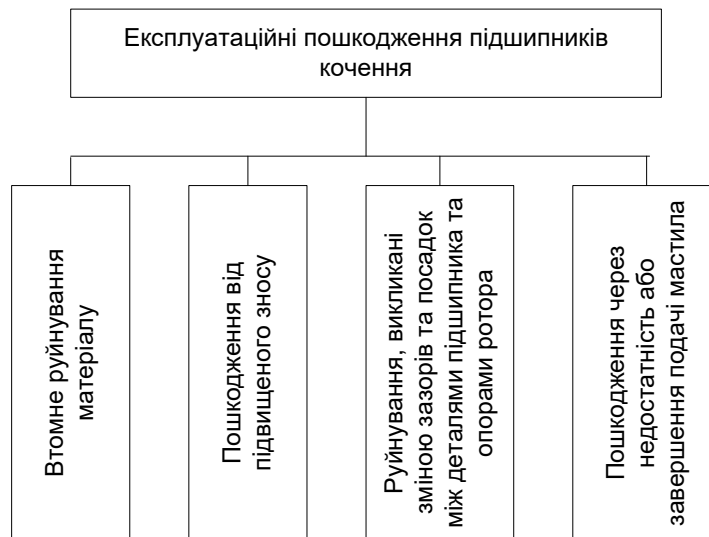 Експлуатаційні пошкодження підшипників
кочення
Втомне руйнування
матеріалу
Пошкодження від
підвищеного зносу
Руйнування, викликані
зміною зазорів та посадок
між деталями підшипника та
опорами ротора
Пошкодження через
недостатність або
завершення подачі мастила